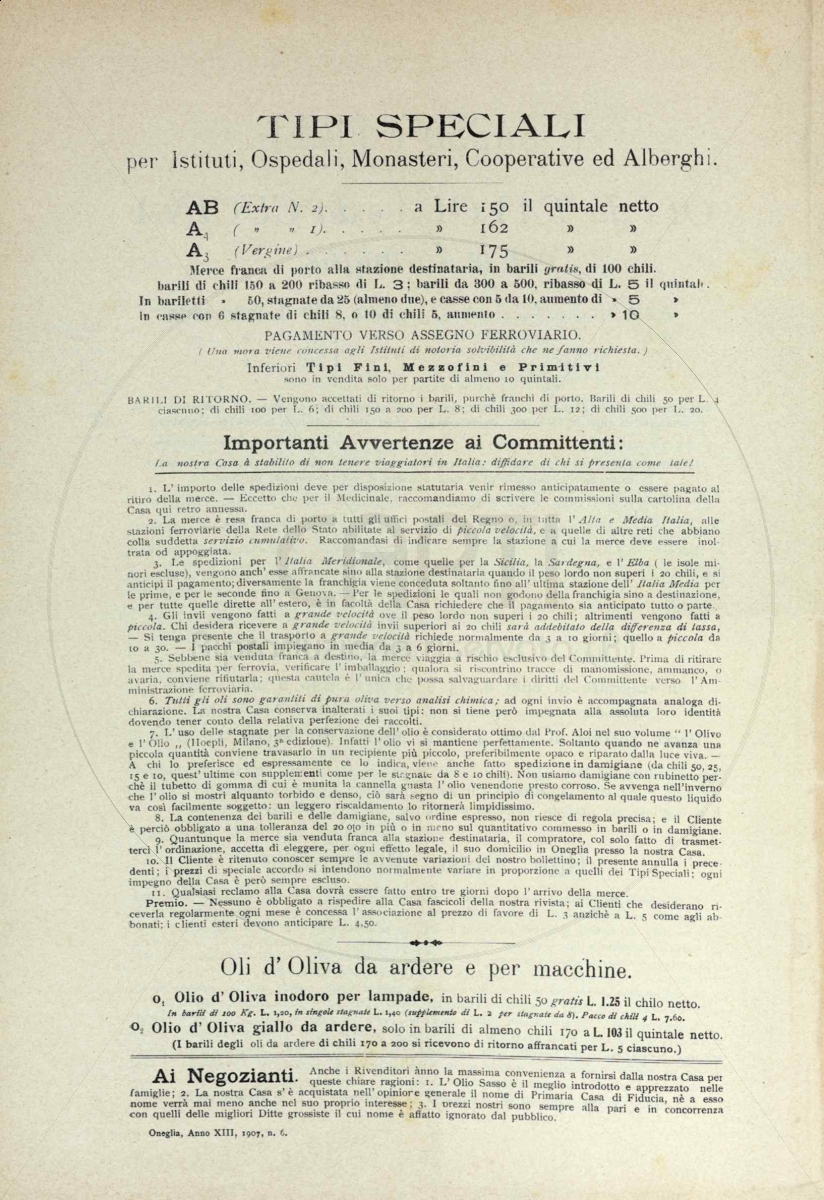 TIPI SPECIALI
per Istituti, Ospedali, Monasteri, Cooperative ed Alberghi.
AB (Extra N. 2). . . . . a Lire 150 il quintale netto
A4 ( „ „ 1). . . . . » 162 » »
A3 (Vergine) . . . . . . » 175 » »
Merce franca di porto alla stazione destinataria, in barili gratis, di 100 chili.
barili di chili 150 a 200 ribasso di L. 3; barili da 300 a 500, ribasso di L. 5 il quintale.
In bariletti » 50, stagnate da 25 (almeno due), e casse con 5 da 10, aumento di » 5 »
in casse con 6 stagnate di chili 8, o 10 di chili 5, aumento . . . . . . . » 10 »
PAGAMENTO VERSO ASSEGNO FERROVIARIO.
( Una mora viene concessa agli Istituti di notoria solvibilità che ne fanno richiesta. )
Inferiori Tipi Fini, Mezzofini e Primitivi
sono in vendita solo per partite di almeno 10 quintali.
BARILI DI RITORNO. — Vengono accettati di ritorno i barili, purchè franchi di porto. Barili di chili 50 per L. 4
ciascuno; di chili 100 per L. 6; di chili 150 a 200 per L. 8; di chili 300 per L. 12; di chili 500 per L. 20.
Importanti Avvertenze ai Committenti:
La nostra Casa à stabilito di non tenere viaggiatori in Italia: diffidare di chi si presenta come tale!
1. L' importo delle spedizioni deve per disposizione statutaria venir rimesso anticipatamente o essere pagato al
ritiro della merce. — Eccetto che per il Medicinale, raccomandiamo di scrivere le commissioni sulla cartolina della
Casa qui retro annessa.
2. La merce è resa franca di porto a tutti gli uffici postali del Regno o, in tutta l' Alta e Media Italia, alle
stazioni ferroviarie della Rete dello Stato abilitate al servizio di piccola velocità, e a quelle di altre reti che abbiano
colla suddetta servizio cumulativo. Raccomandasi di indicare sempre la stazione a cui la merce deve essere inol-
trata od appoggiata.
3. Le spedizioni per l' Italia Meridionale, come quelle per la Sicilia, la Sardegna, e l' Elba ( le isole mi-
nori escluse), vengono anch' esse affrancate sino alla stazione destinataria quando il peso lordo non superi i 20 chili, e si
anticipi il pagamento; diversamente la franchigia viene conceduta soltanto fino all' ultima stazione dell' Italia Media per
le prime, e per le seconde fino a Genova. — Per le spedizioni le quali non godono della franchigia sino a destinazione,
e per tutte quelle dirette all' estero, è in facoltà della Casa richiedere che il pagamento sia anticipato tutto o parte.
4. Gli invii vengono fatti a grande velocità ove il peso lordo non superi i 20 chili; altrimenti vengono fatti a
piccola. Chi desidera ricevere a grande velocità invii superiori ai 20 chili sarà addebitato della differenza di tassa,
— Si tenga presente che il trasporto a grande velocità richiede normalmente da 3 a 10 giorni; quello a piccola da
10 a 30. — I pacchi postali impiegano in media da 3 a 6 giorni.
5. Sebbene sia venduta franca a destino, la merce viaggia a rischio esclusivo del Committente. Prima di ritirare
la merce spedita per ferrovia, verificare l' imballaggio; qualora si riscontrino tracce di manomissione, ammanco, o
avaria, conviene rifiutarla; questa cautela è l' unica che possa salvaguardare i diritti del Committente verso l' Am-
ministrazione ferroviaria.
6. Tutti gli oli sono garantiti di pura oliva verso analisi chimica; ad ogni invio è accompagnata analoga di-
chiarazione. La nostra Casa conserva inalterati i suoi tipi: non si tiene però impegnata alla assoluta loro identità
dovendo tener conto della relativa perfezione dei raccolti.
7. L' uso delle stagnate per la conservazione dell' olio è considerato ottimo dal Prof. Aloi nel suo volume “ l' Olivo
e l' Olio „ (Hoepli, Milano, 3ª edizione). Infatti l' olio vi si mantiene perfettamente. Soltanto quando ne avanza una
piccola quantità conviene travasarlo in un recipiente più piccolo, preferibilmente opaco e riparato dalla luce viva. —
A chi lo preferisce ed espressamente ce lo indica, viene anche fatto spedizione in damigiane (da chili 50, 25,
15 e 10, quest' ultime con supplementi come per le stagnate da 8 e 10 chili). Non usiamo damigiane con rubinetto per-
chè il tubetto di gomma di cui è munita la cannella guasta l' olio venendone presto corroso. Se avvenga nell'inverno
che l' olio si mostri alquanto torbido e denso, ciò sarà segno di un principio di congelamento al quale questo liquido
va così facilmente soggetto: un leggero riscaldamento lo ritornerà limpidissimo.
8. La contenenza dei barili e delle damigiane, salvo ordine espresso, non riesce di regola precisa; e il Cliente
è perciò obbligato a una tolleranza del 20 o/o in più o in meno sul quantitativo commesso in barili o in damigiane.
9. Quantunque la merce sia venduta franca alla stazione destinataria, il compratore, col solo fatto di trasmet-
terci l' ordinazione, accetta di eleggere, per ogni effetto legale, il suo domicilio in Oneglia presso la nostra Casa.
10. Il Cliente è ritenuto conoscer sempre le avvenute variazioni del nostro bollettino; il presente annulla i prece-
denti; i prezzi di speciale accordo si intendono normalmente variare in proporzione a quelli dei Tipi Speciali; ogni
impegno della Casa è però sempre escluso.
11. Qualsiasi reclamo alla Casa dovrà essere fatto entro tre giorni dopo l' arrivo della merce.
Premio. — Nessuno è obbligato a rispedire alla Casa fascicoli della nostra rivista; ai Clienti che desiderano ri-
ceverla regolarmente ogni mese è concessa l' associazione al prezzo di favore di L. 3 anzichè a L. 5 come agli ab-
bonati; i clienti esteri devono anticipare L. 4,50.
Oli d' Oliva da ardere e per macchine.
O1 Olio d' Oliva inodoro per lampade, in barili di chili 50 gratis L. 1.25 il chilo netto.
In barili di 100 Kg. L. 1,20, in singole stagnate L. 1,40 (supplemento di L. 2 per stagnate da 8). Pacco di chili 4 L. 7.60.
O2 Olio d' Oliva giallo da ardere, solo in barili di almeno chili 170 a L. 103 il quintale netto.
(I barili degli oli da ardere di chili 170 a 200 si ricevono di ritorno affrancati per L. 5 ciascuno.)
Ai Negozianti. Anche i Rivenditori ànno la massima convenienza a fornirsi dalla nostra Casa per
queste chiare ragioni: 1. L' Olio Sasso è il meglio introdotto e apprezzato nelle
famiglie; 2. La nostra Casa s' è acquistata nell' opinione generale il nome di Primaria Casa di Fiducia, nè a esso
nome verrà mai meno anche nel suo proprio interesse; 3. I prezzi nostri sono sempre alla pari e in concorrenza
con quelli delle migliori Ditte grossiste il cui nome è affatto ignorato dal pubblico.
Oneglia, Anno XIII, 1907, n. 6.